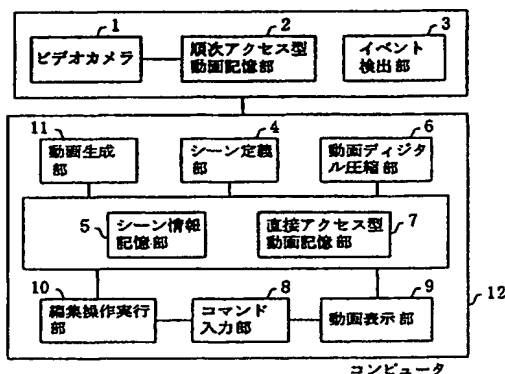 1
2
3
ビデオカメラ
順次アクセス型
動画記憶部
イベント
検出部
11
4
6
動画生成
部
シーン定義
部
動画ディジタ
ル圧縮部
5
シーン情報
記憶部
直接アクセス型
動画記憶部
7
10
8
9
12
編集操作実行
部
コマンド
入力部
動画表示部
コンピュータ